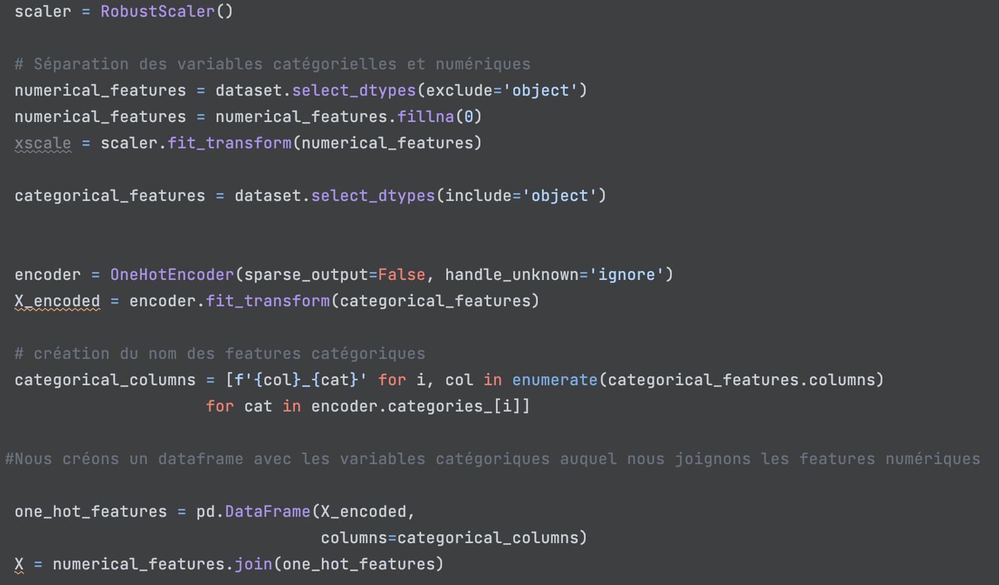 scaler = RobustScaler()
# Séparation des variables catégorielles et numériques
numerical_features = dataset.select_dtypes(exclude='object')
numerical_features = numerical_features.fillna(0)
xscale = scaler.fit_transform(numerical_features)
categorical_features = dataset.select_dtypes(include='object')
encoder = OneHotEncoder(sparse_output=False, handle_unknown='ignore')
X_encoded = encoder.fit_transform(categorical_features)
# création du nom des features catégoriques
categorical_columns = [f'{col}_{cat}' for i, col in enumerate(categorical_features.columns)
for cat in encoder.categories_[i]]
#Nous créons un dataframe avec les variables catégoriques auquel nous joignons les features numériques
one_hot_features = pd.DataFrame(X_encoded,
columns=categorical_columns)
X = numerical_features.join(one_hot_features)